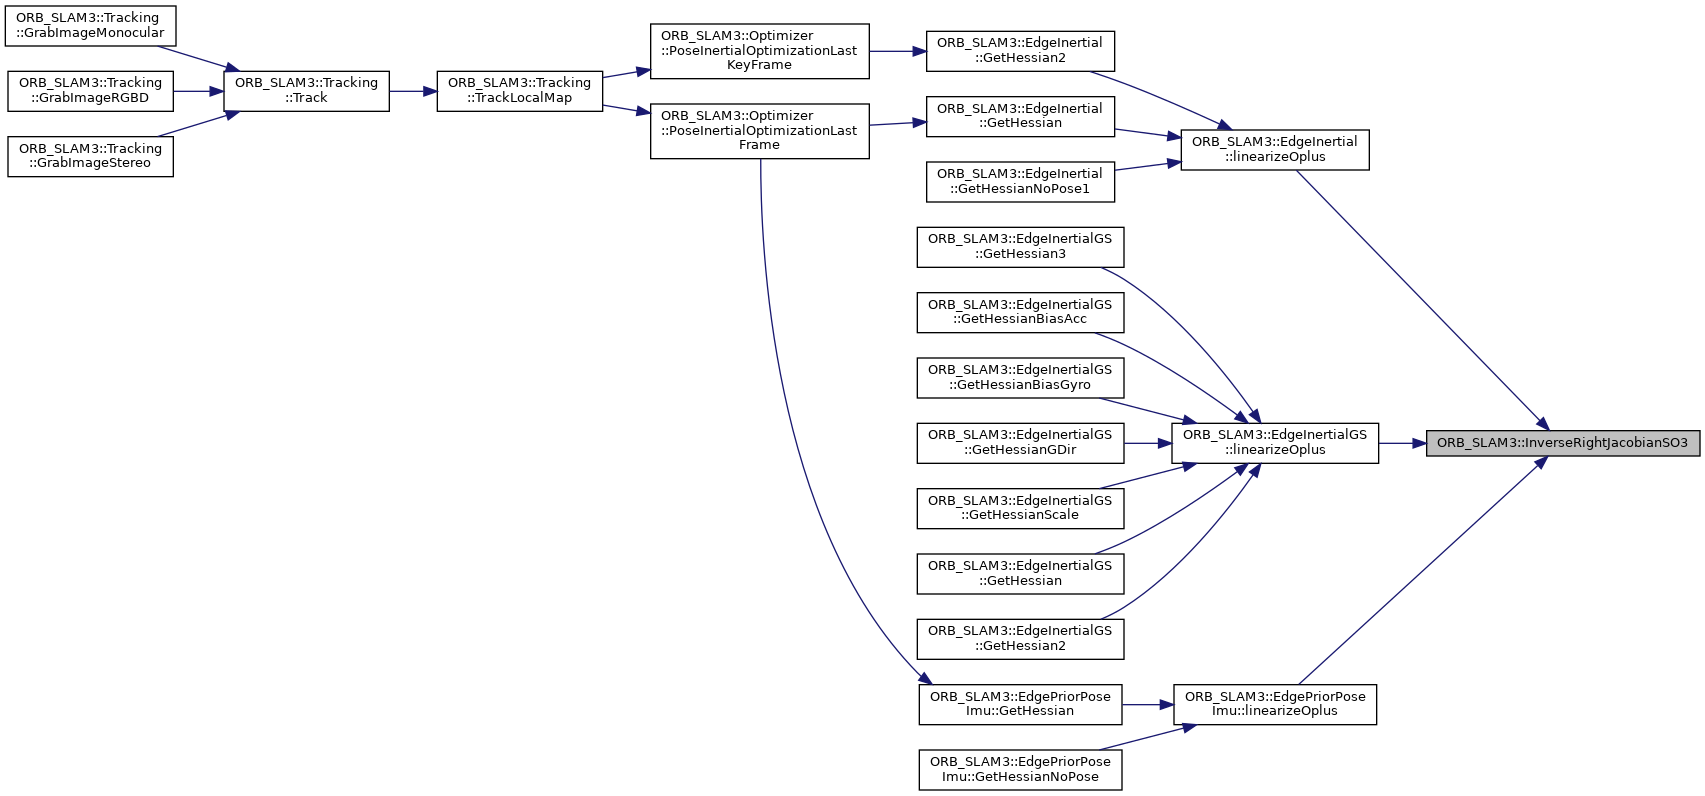 ORB_SLAM3::Tracking
::GrabImageMonocular
ORB_SLAM3::Tracking
::GrabImageRGBD
ORB_SLAM3::Tracking
::GrabImageStereo
ORB_SLAM3::Tracking
::Track
ORB_SLAM3::Tracking
::TrackLocalMap
ORB_SLAM3::Optimizer
::PoseInertialOptimizationLast
KeyFrame
ORB_SLAM3::Optimizer
::PoseInertialOptimizationLast
Frame
ORB_SLAM3::EdgeInertial
::GetHessian2
ORB_SLAM3::EdgeInertial
::GetHessian
ORB_SLAM3::EdgeInertial
::GetHessianNoPose1
ORB_SLAM3::EdgeInertialGS
::GetHessian3
ORB_SLAM3::EdgeInertialGS
::GetHessianBiasAcc
ORB_SLAM3::EdgeInertialGS
::GetHessianBiasGyro
ORB_SLAM3::EdgeInertialGS
::GetHessianGDir
ORB_SLAM3::EdgeInertialGS
::GetHessianScale
ORB_SLAM3::EdgeInertialGS
::GetHessian
ORB_SLAM3::EdgeInertialGS
::GetHessian2
ORB_SLAM3::EdgePriorPose
Imu::GetHessian
ORB_SLAM3::EdgePriorPose
Imu::GetHessianNoPose
ORB_SLAM3::EdgeInertial
::linearizeOplus
ORB_SLAM3::EdgeInertialGS
::linearizeOplus
ORB_SLAM3::EdgePriorPose
Imu::linearizeOplus
ORB_SLAM3::InverseRightJacobianSO3